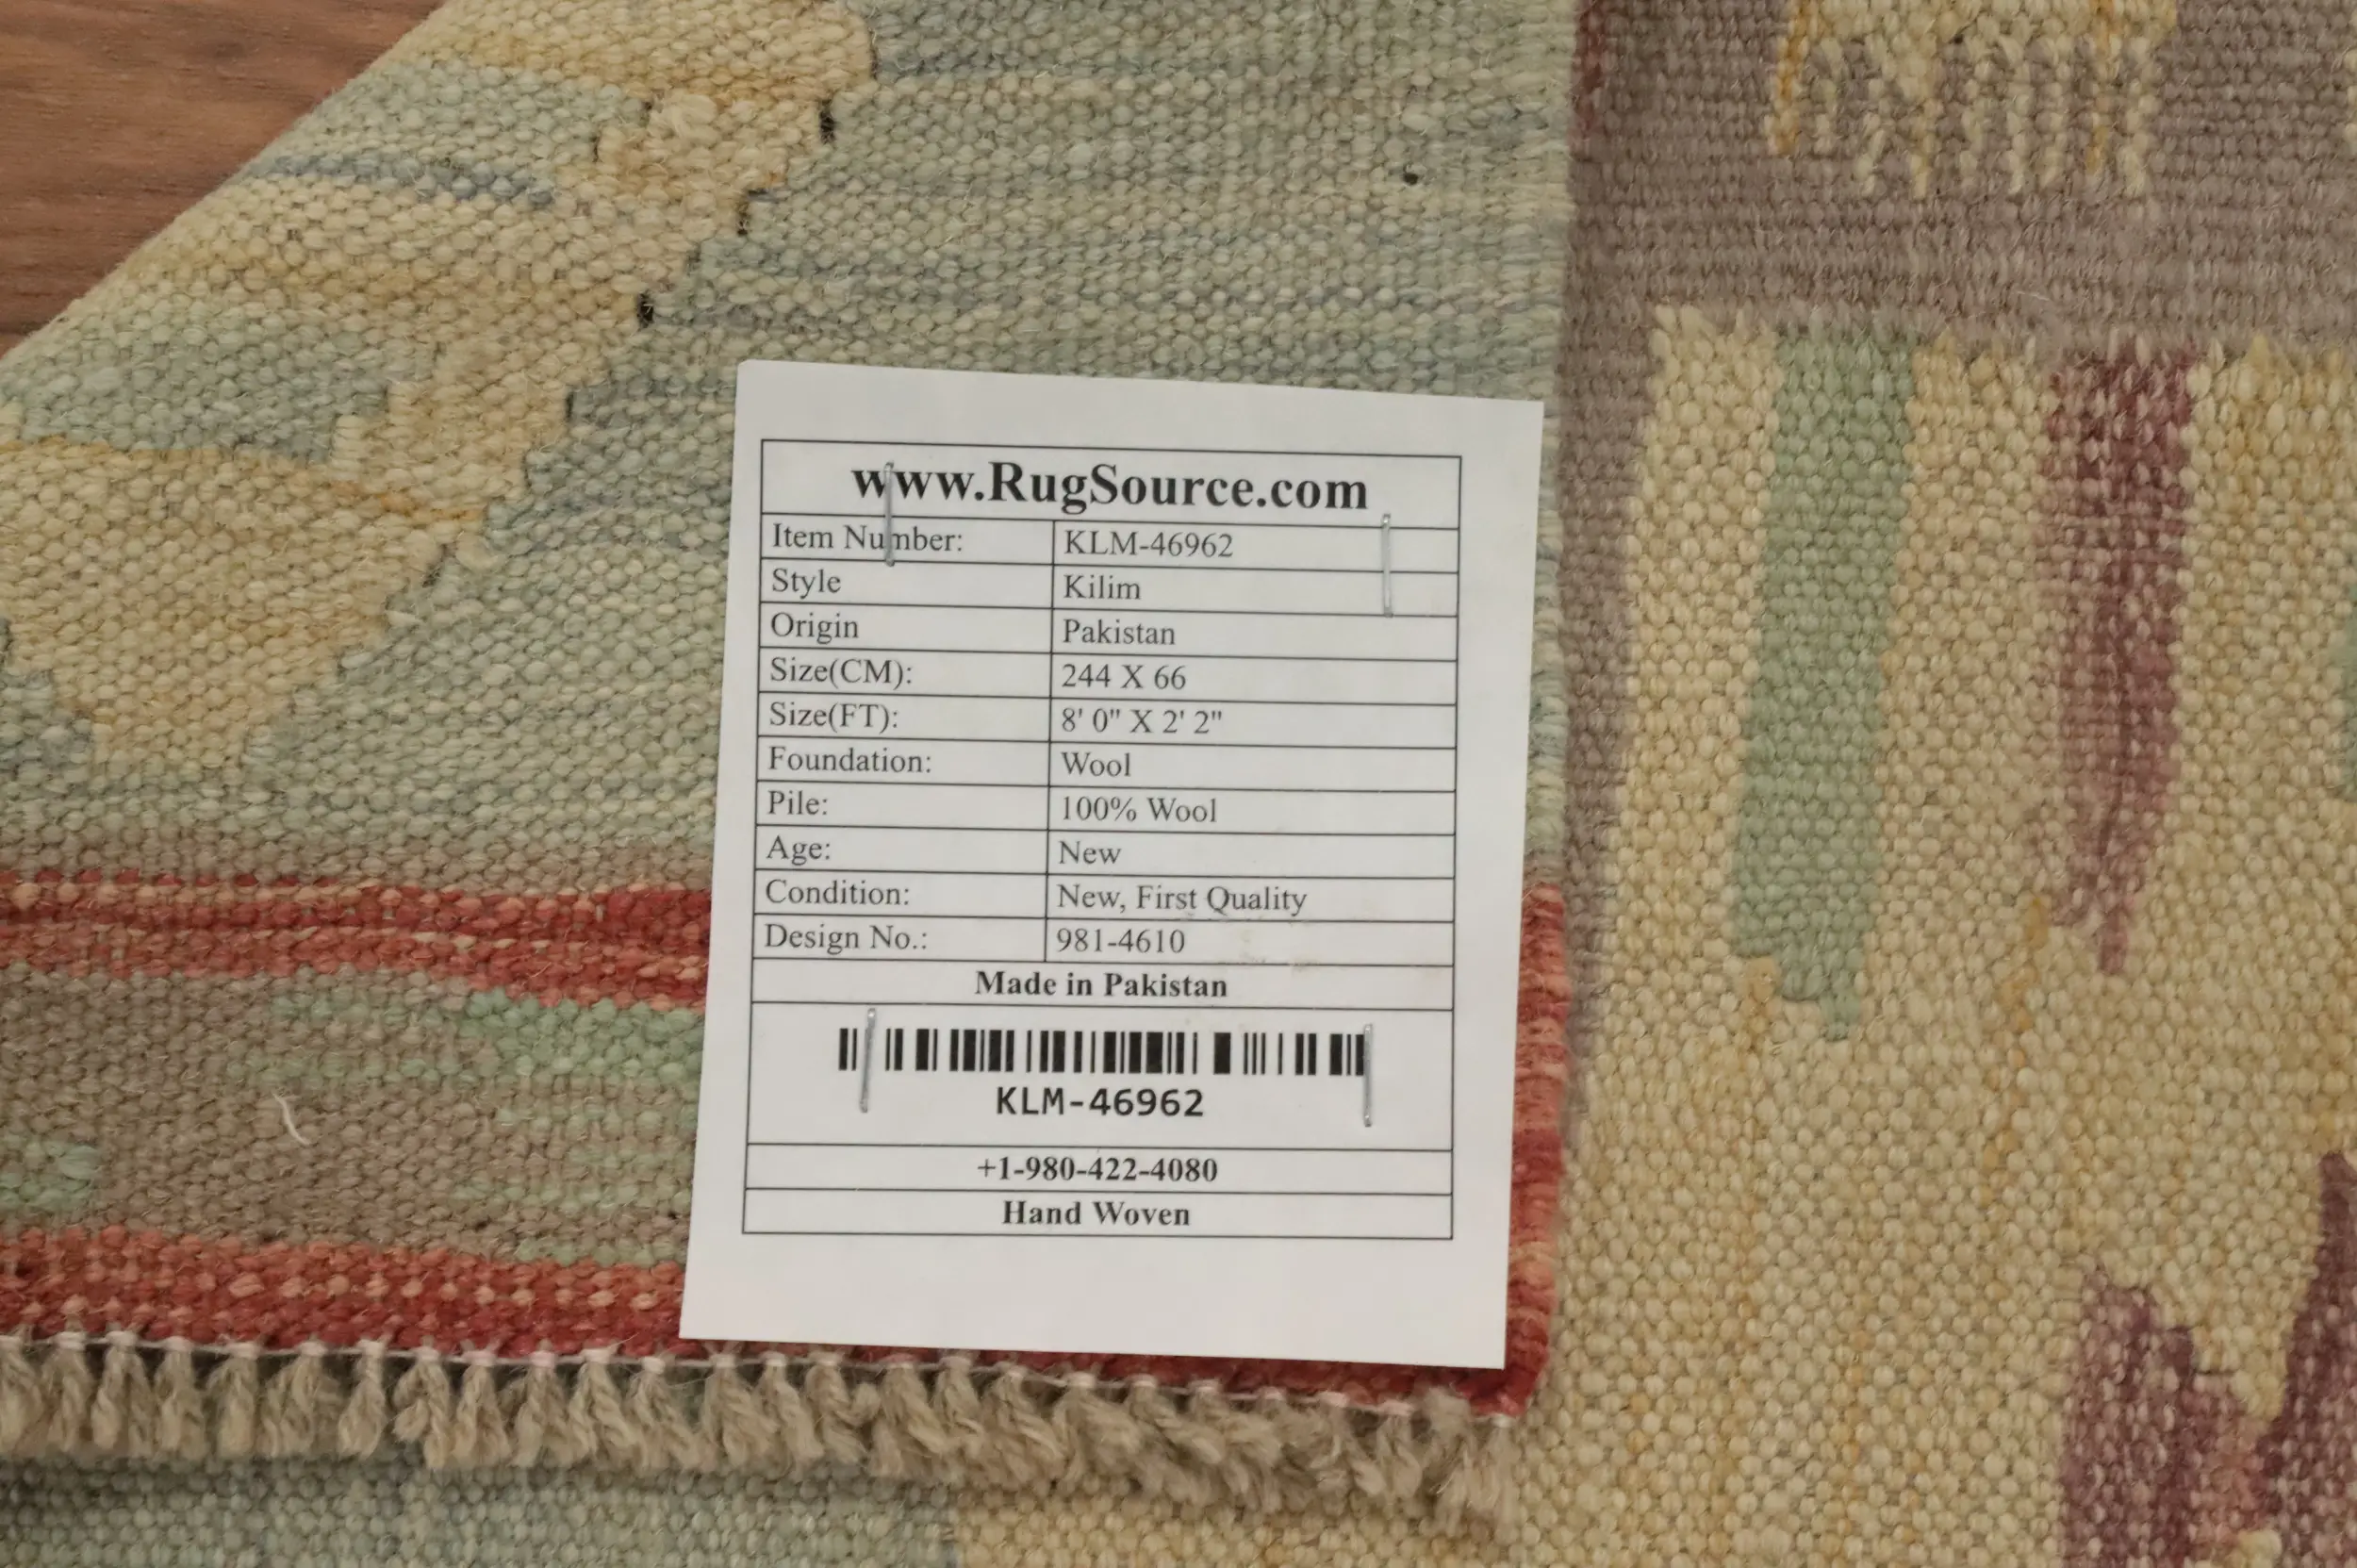 www.RugSource.com
Item Number: KLM-46962
Style Kilim
Origin Pakistan
Size(CM): 244 X 66
Size(FT): 8' 0" X 2' 2"
Foundation: Wool
Pile: 100% Wool
Age: New
Condition: New, First Quality
Design No.: 981-4610
Made in Pakistan
KLM-46962
+1-980-422-4080
Hand Woven